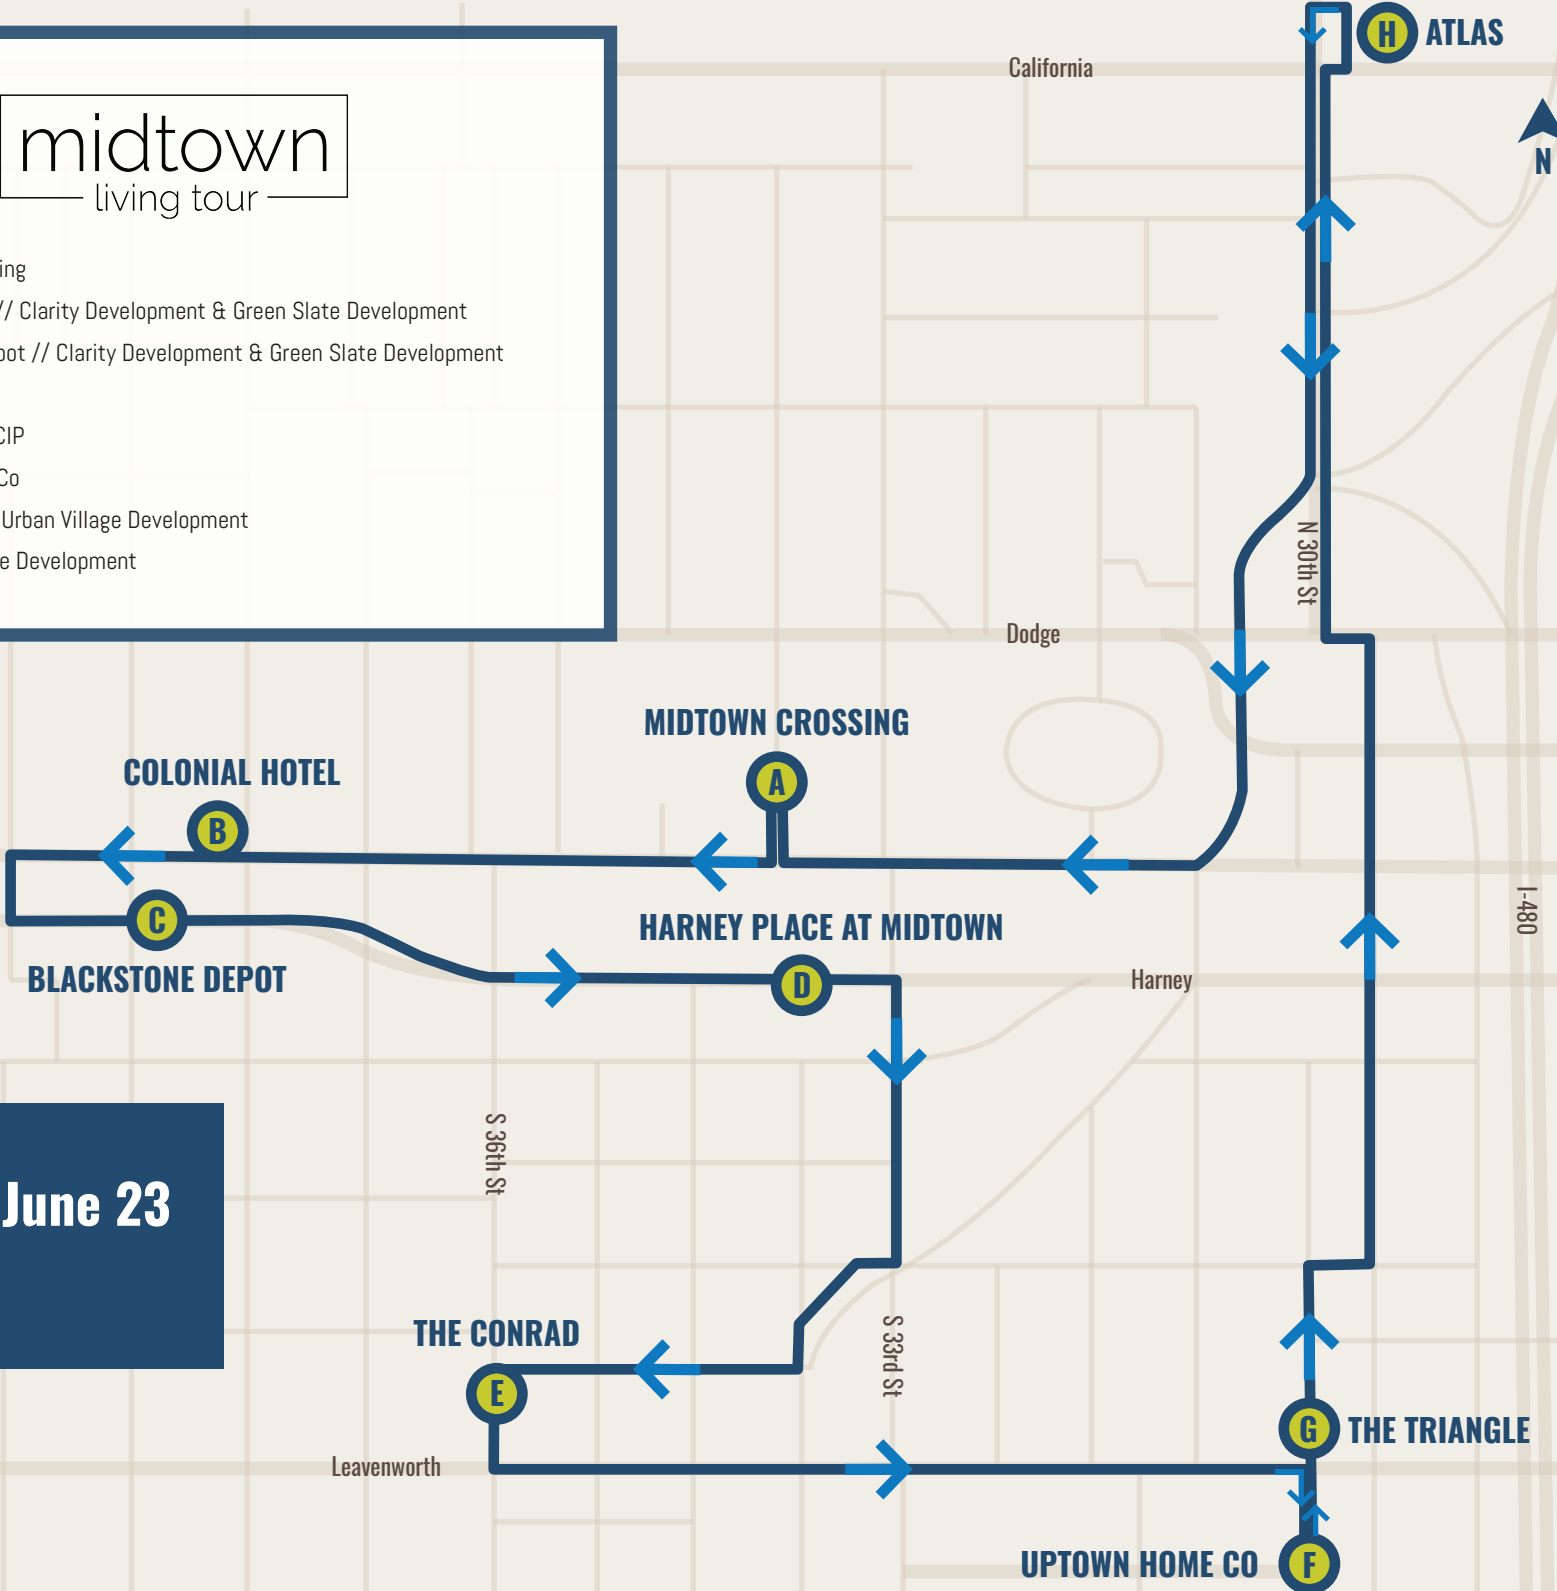 H ATLAS
California
N
midtown
living tour
ing
// Clarity Development & Green Slate Development
pot // Clarity Development & Green Slate Development
CIP
Co
Urban Village Development
e Development
N 30th St
Dodge
MIDTOWN CROSSING
A
COLONIAL HOTEL
B
I-480
C
HARNEY PLACE AT MIDTOWN
BLACKSTONE DEPOT
D
Harney
S 36th St
June 23
THE CONRAD
S 33rd St
E
G THE TRIANGLE
Leavenworth
UPTOWN HOME CO F